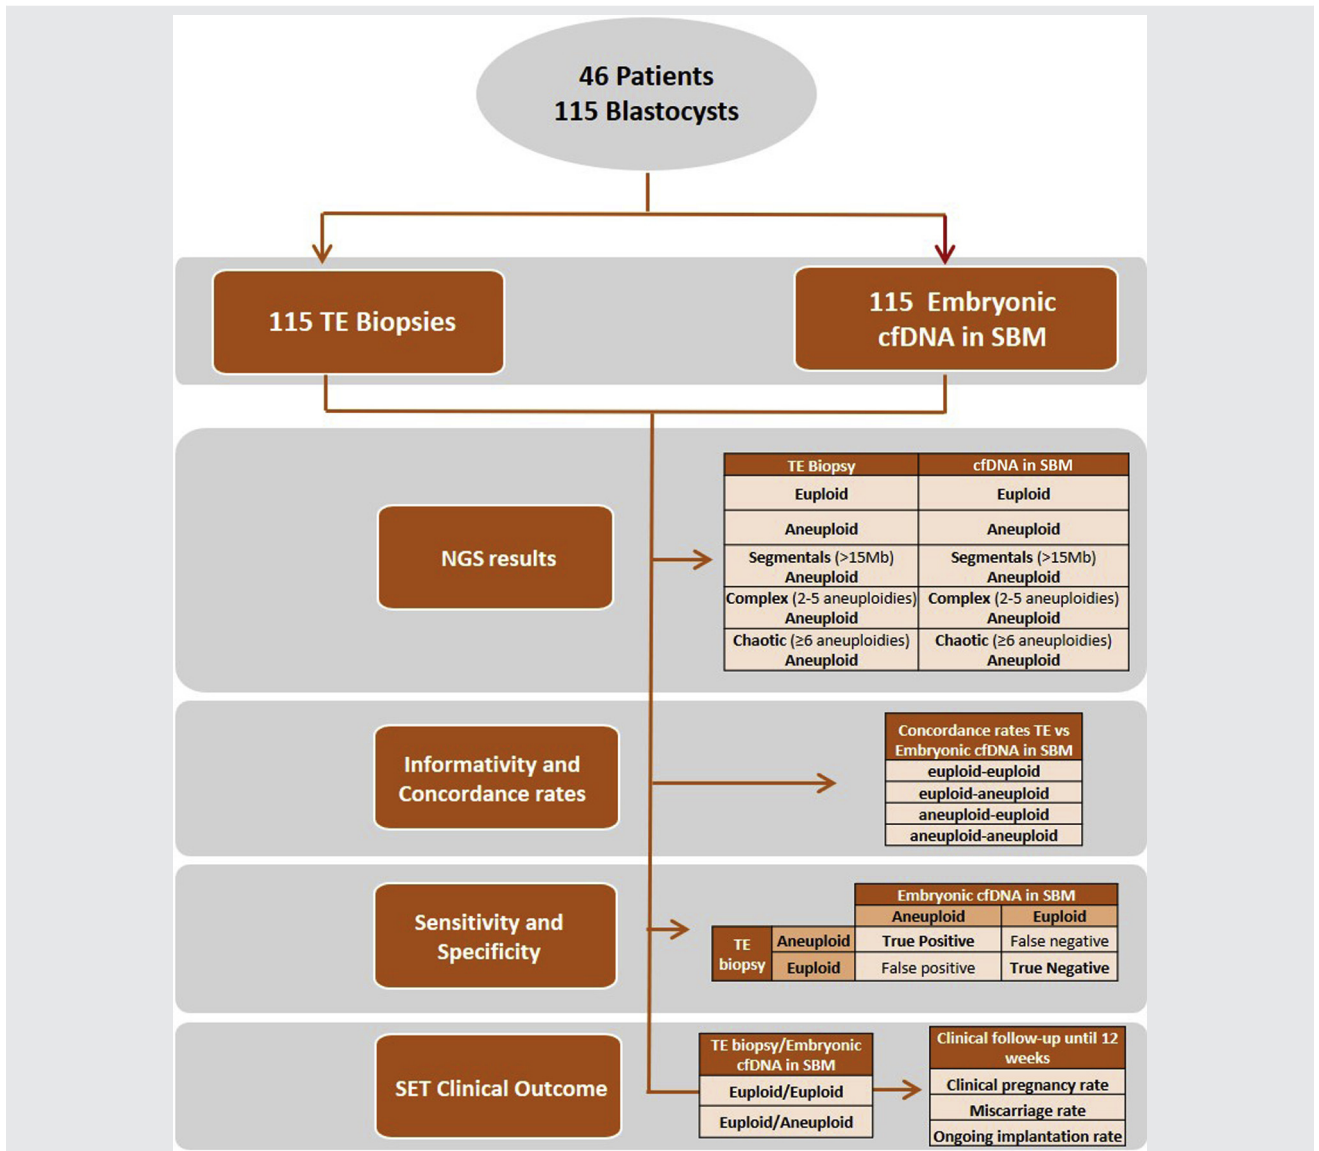 46 Patients
115 Blastocysts
115 TE Biopsies
115 Embryonic
cfDNA in SBM
NGS results
TE Biopsy cfDNA in SBM
Euploid Euploid
Aneuploid Aneuploid
Segmentals (>15Mb) Segmentals (>15Mb)
Aneuploid Aneuploid
Complex (2-5 aneuploidies) Complex (2-5 aneuploidies)
Aneuploid Aneuploid
Chaotic (≥6 aneuploidies) Chaotic (≥6 aneuploidies)
Aneuploid Aneuploid
Informativity and
Concordance rates
Concordance rates TE vs
Embryonic cfDNA in SBM
euploid-euploid
euploid-aneuploid
aneuploid-euploid
aneuploid-aneuploid
Sensitivity and
Specificity
Embryonic cfDNA in SBM
Aneuploid Euploid
TE
biopsy
Aneuploid True Positive False negative
Euploid False positive True Negative
SET Clinical Outcome
TE biopsy/Embryonic
cfDNA in SBM
Euploid/Euploid
Euploid/Aneuploid
Clinical follow-up until 12
weeks
Clinical pregnancy rate
Miscarriage rate
Ongoing implantation rate